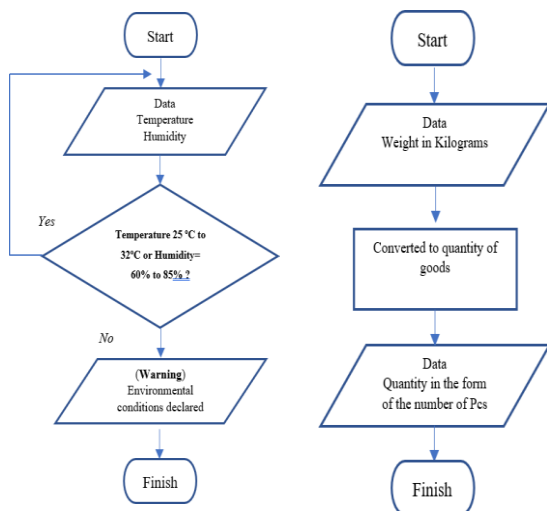 Start
Data
Temperature
Humidity
Yes
Temperature 25 ºC to
32ºC or Humidity=
60% to 85% ?
No
(Warning)
Environmental
conditions declared
Finish
Start
Data
Weight in Kilograms
Converted to quantity of
goods
Data
Quantity in the form
of the number of Pcs
Finish